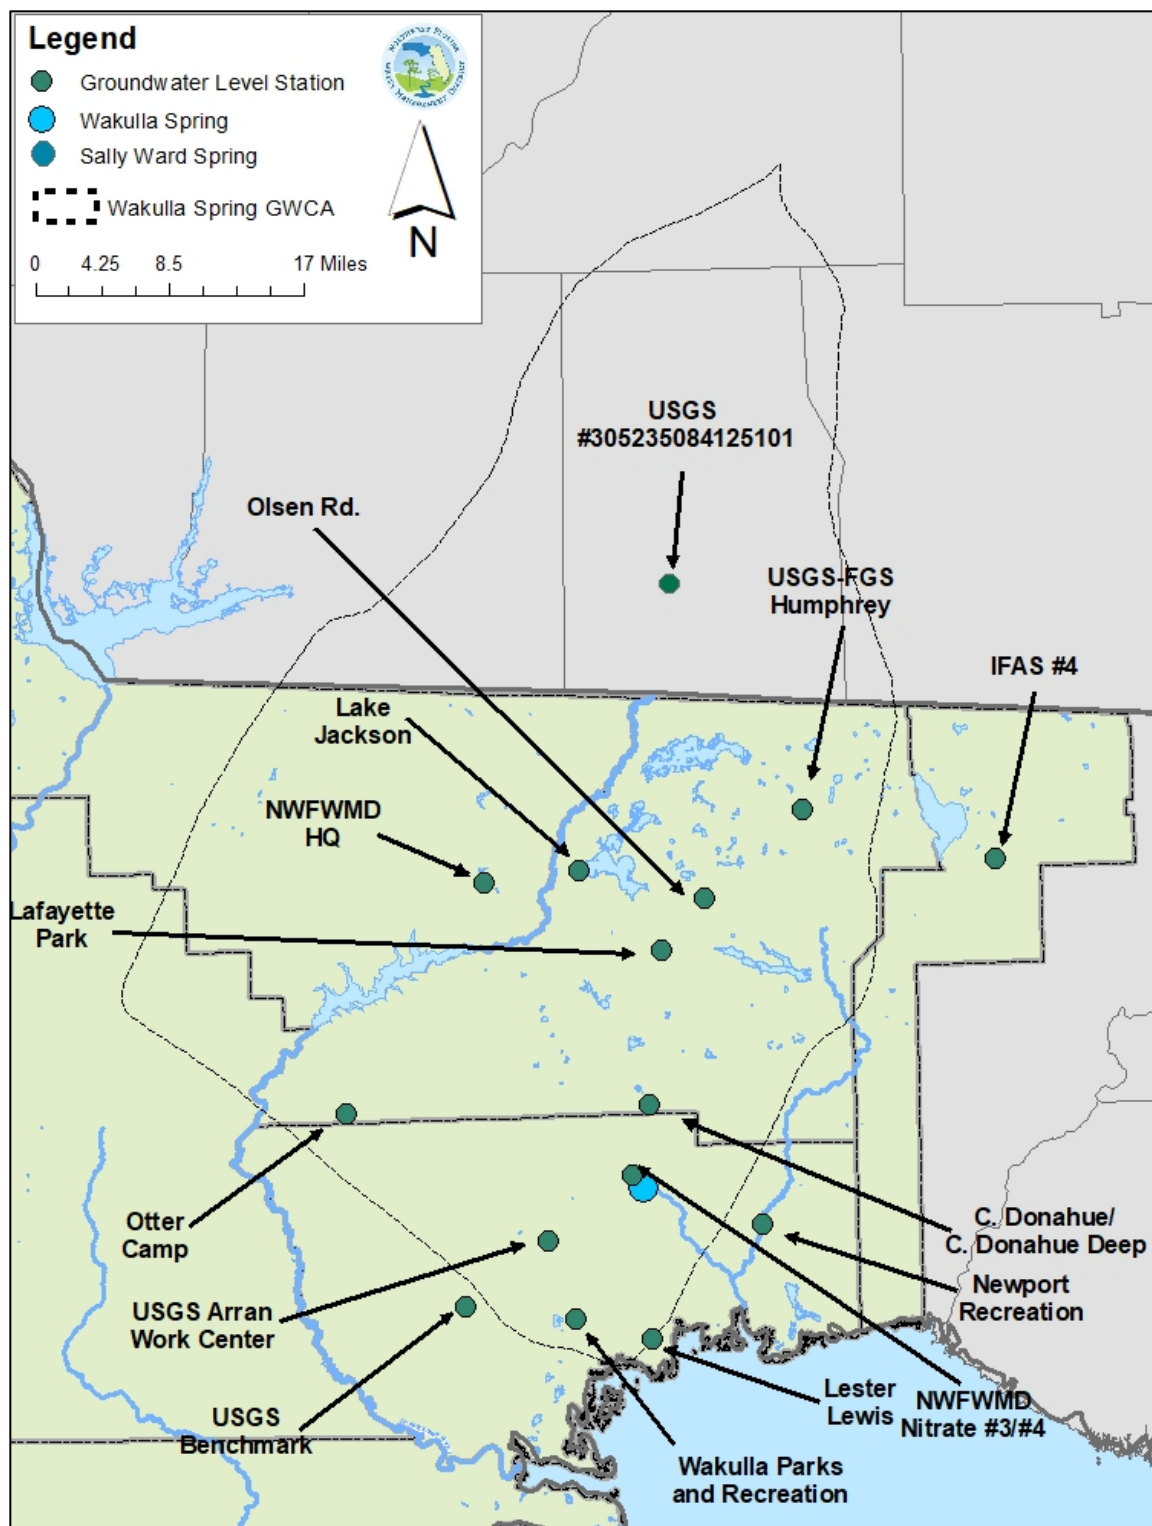 Legend
Groundwater Level Station
Wakulla Spring
Sally Ward Spring
Wakulla Spring GWCA
0 4.25 8.5 17 Miles
N
USGS
#305235084125101
Olsen Rd.
USGS-FGS
Humphrey
IFAS #4
Lake
Jackson
NWFWMD
HQ
Lafayette
Park
Otter
Camp
C. Donahue/
C. Donahue Deep
Newport
Recreation
USGS Arran
Work Center
Lester
Lewis
NWFWMD
Nitrate #3/#4
USGS
Benchmark
Wakulla Parks
and Recreation